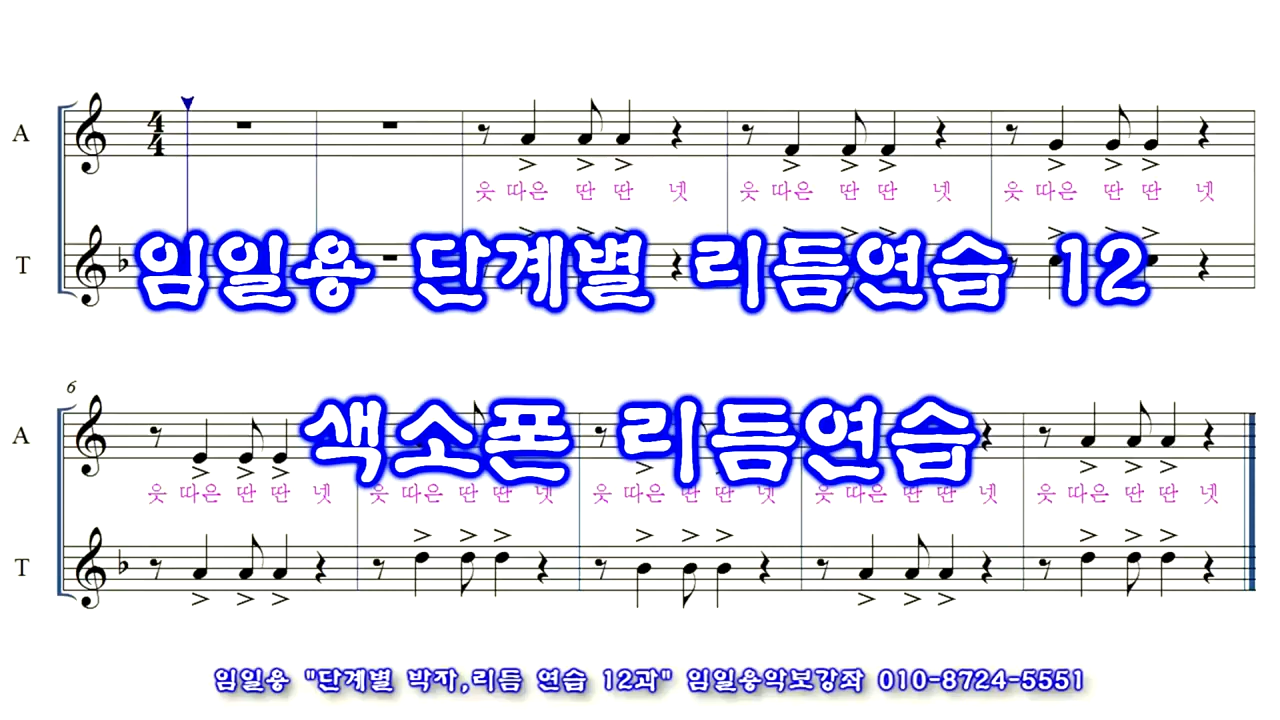 A
4
4
웃 따은 딴 딴 넷 웃 따은 딴 딴 넷 웃 따은 딴 딴 넷
T
임일용 단계별 리듬연습 12
6
A
색소폰 리듬연습
웃 따은 딴 딴 넷 웃 따은 딴 딴 넷 웃 따은 딴 딴 넷 웃 따은 딴 딴 넷 웃 따은 딴 딴 넷
T
임일용 "단계별 박자,리듬 연습 12과" 임일용악보강좌 010-8724-5551